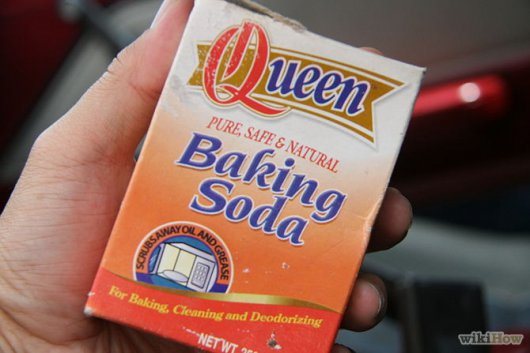 Queen
PURE, SAFE & NATURAL
Baking
Soda
SCRUBS AWAY OIL AND GREASE
For Baking, Cleaning and Deodorizing
NET WT.
wikiHow